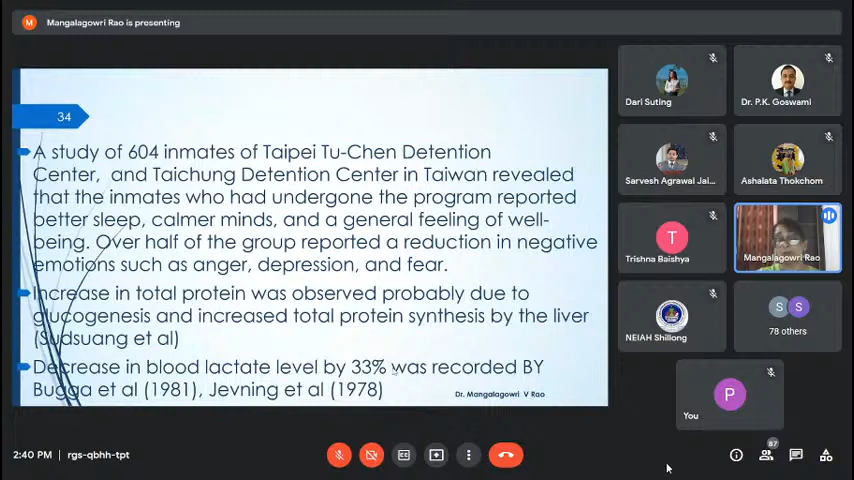 M Mangalagowri Rao is presenting
34
A study of 604 inmates of Taipei Tu-Chen Detention
Center, and Taichung Detention Center in Taiwan revealed
that the inmates who had undergone the program reported
better sleep, calmer minds, and a general feeling of well-
being. Over half of the group reported a reduction in negative
emotions such as anger, depression, and fear.
Increase in total protein was observed probably due to
glucogenesis and increased total protein synthesis by the liver
(Sudsuang et al)
Decrease in blood lactate level by 33% was recorded BY
Bugga et al (1981), Jevning et al (1978)
Dr. Mangalagowri V Rao
Dari Suting
Dr. P.K. Goswami
Sarvesh Agrawal Jai...
Ashalata Thokchom
T
Trishna Baishya
Mangalagowri Rao
NEIAH Shillong
S S
78 others
P
You
2:40 PM | rgs-qbhh-tpt
CC
87